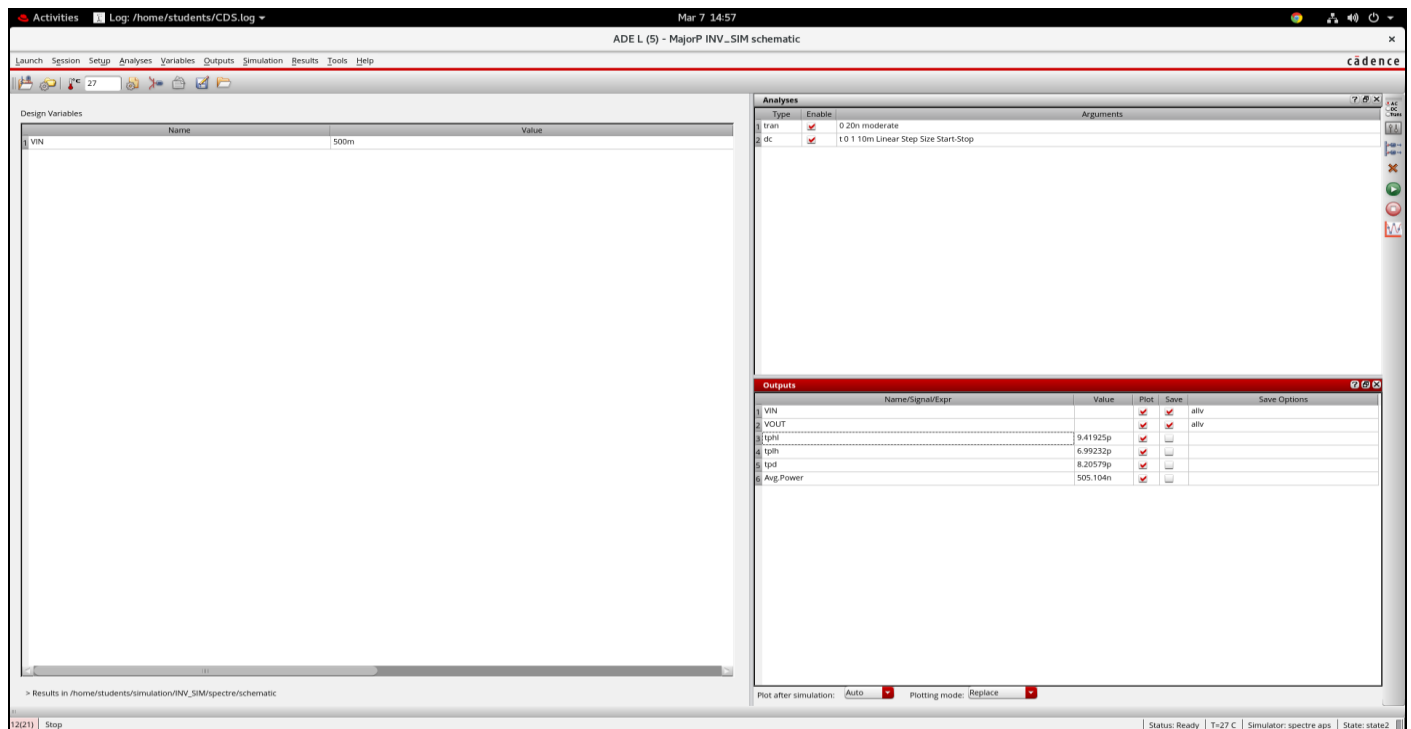 Activities Log: /home/students/CDS.log Mar 7 14:57
ADE L (5) - MajorP INV_SIM schematic ×
Launch Session Setup Analyses Variables Outputs Simulation Results Tools Help cādence
27
Design Variables
Name Value
1 VIN 500m
Analyses
Type Enable Arguments
1 tran 0 20n moderate
2 dc t 0 1 10m Linear Step Size Start-Stop
AC
DC
Trans
Outputs
Name/Signal/Expr Value Plot Save Save Options
1 VIN allv
2 VOUT allv
3 tphl 9.41925p
4 tplh 6.99232p
5 tpd 8.20579p
6 Avg.Power 505.104n
> Results in /home/students/simulation/INV_SIM/spectre/schematic
Plot after simulation: Auto Plotting mode: Replace
12(21) Stop Status: Ready T=27 C Simulator: spectre aps State: state2